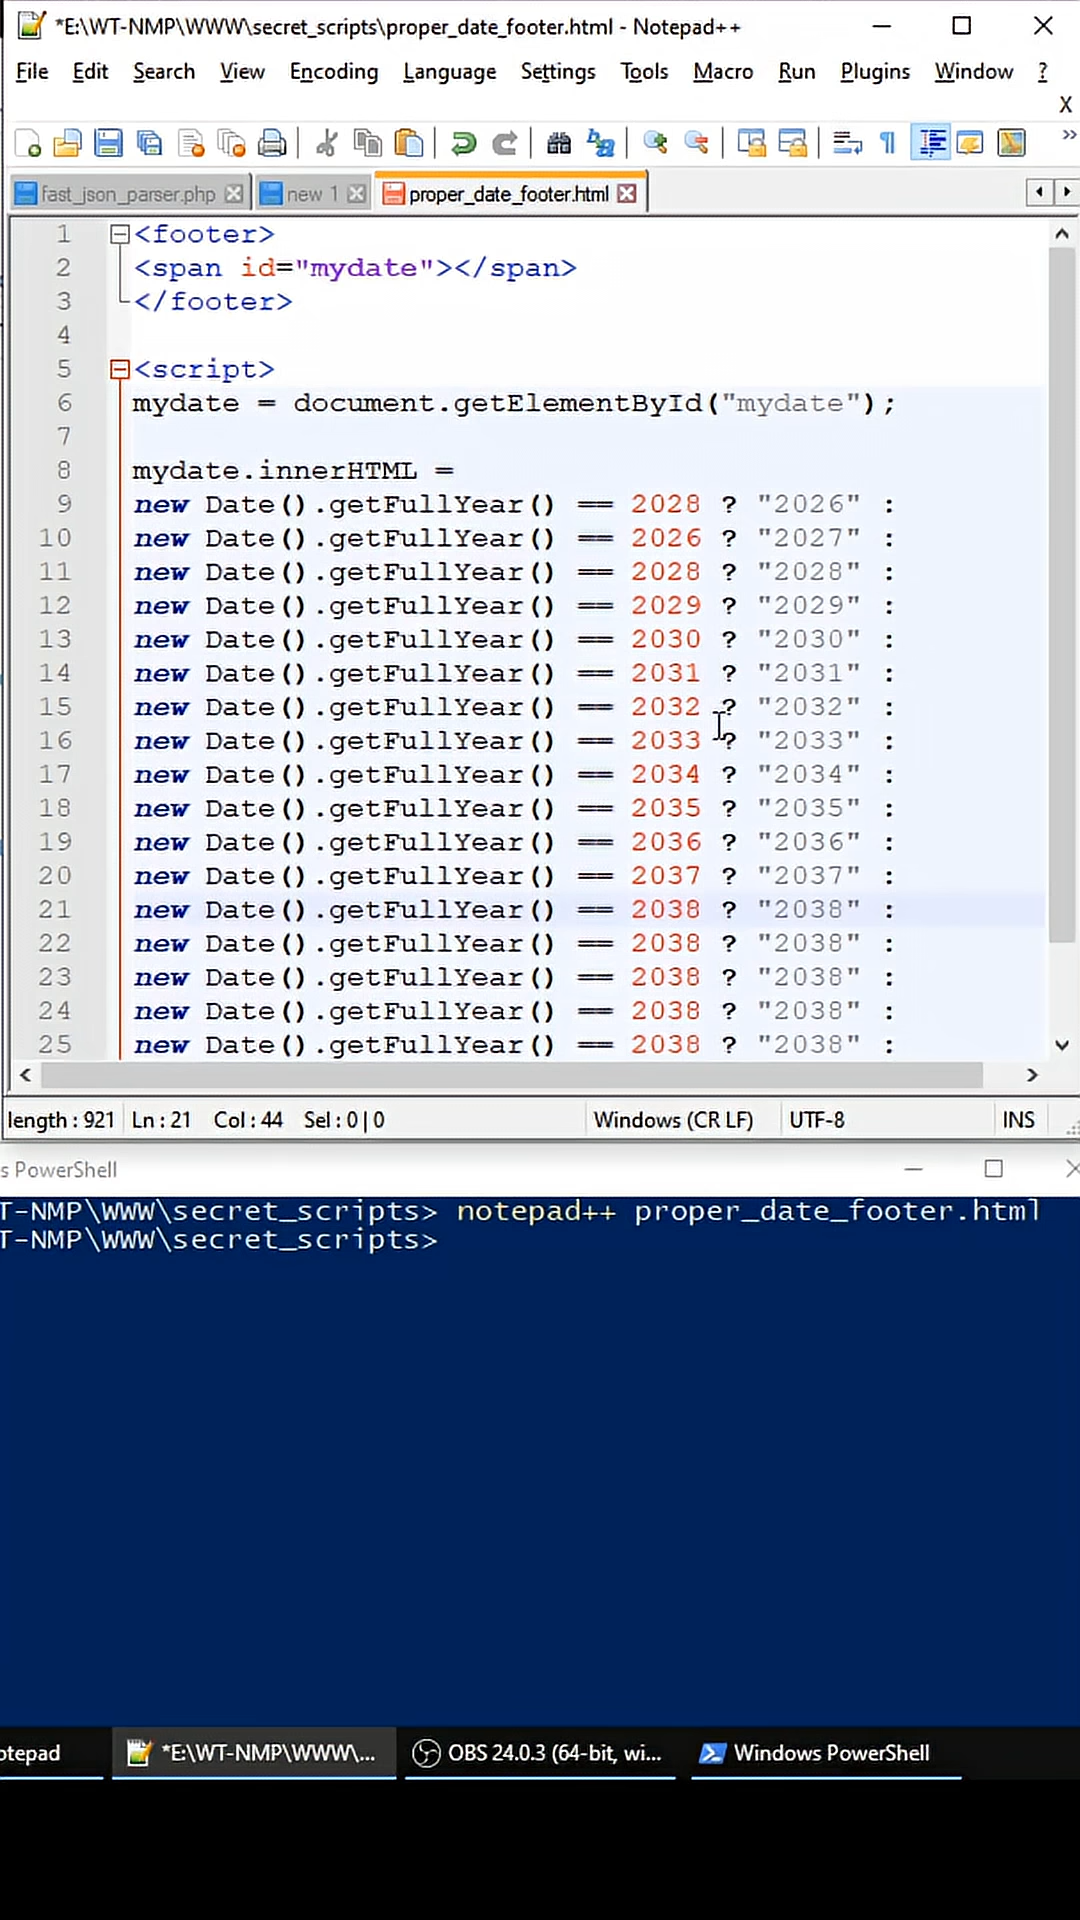 *E:\WT-NMP\WWW\secret_scripts\proper_date_footer.html - Notepad++
File Edit Search View Encoding Language Settings Tools Macro Run Plugins Window ?
X
fast_json_parser.php new 1 proper_date_footer.html
1 <footer>
2 <span id="mydate"></span>
3 </footer>
4
5 <script>
6 mydate = document.getElementById("mydate");
7
8 mydate.innerHTML =
9 new Date().getFullYear() == 2028 ? "2026" :
10 new Date().getFullYear() == 2026 ? "2027" :
11 new Date().getFullYear() == 2028 ? "2028" :
12 new Date().getFullYear() == 2029 ? "2029" :
13 new Date().getFullYear() == 2030 ? "2030" :
14 new Date().getFullYear() == 2031 ? "2031" :
15 new Date().getFullYear() == 2032 ? "2032" :
16 new Date().getFullYear() == 2033 ? "2033" :
17 new Date().getFullYear() == 2034 ? "2034" :
18 new Date().getFullYear() == 2035 ? "2035" :
19 new Date().getFullYear() == 2036 ? "2036" :
20 new Date().getFullYear() == 2037 ? "2037" :
21 new Date().getFullYear() == 2038 ? "2038" :
22 new Date().getFullYear() == 2038 ? "2038" :
23 new Date().getFullYear() == 2038 ? "2038" :
24 new Date().getFullYear() == 2038 ? "2038" :
25 new Date().getFullYear() == 2038 ? "2038" :
length : 921 Ln : 21 Col : 44 Sel : 0 | 0 Windows (CR LF) UTF-8 INS
s PowerShell
T-NMP\WWW\secret_scripts> notepad++ proper_date_footer.html
T-NMP\WWW\secret_scripts>
otepad *E:\WT-NMP\WWW\... OBS 24.0.3 (64-bit, wi... Windows PowerShell